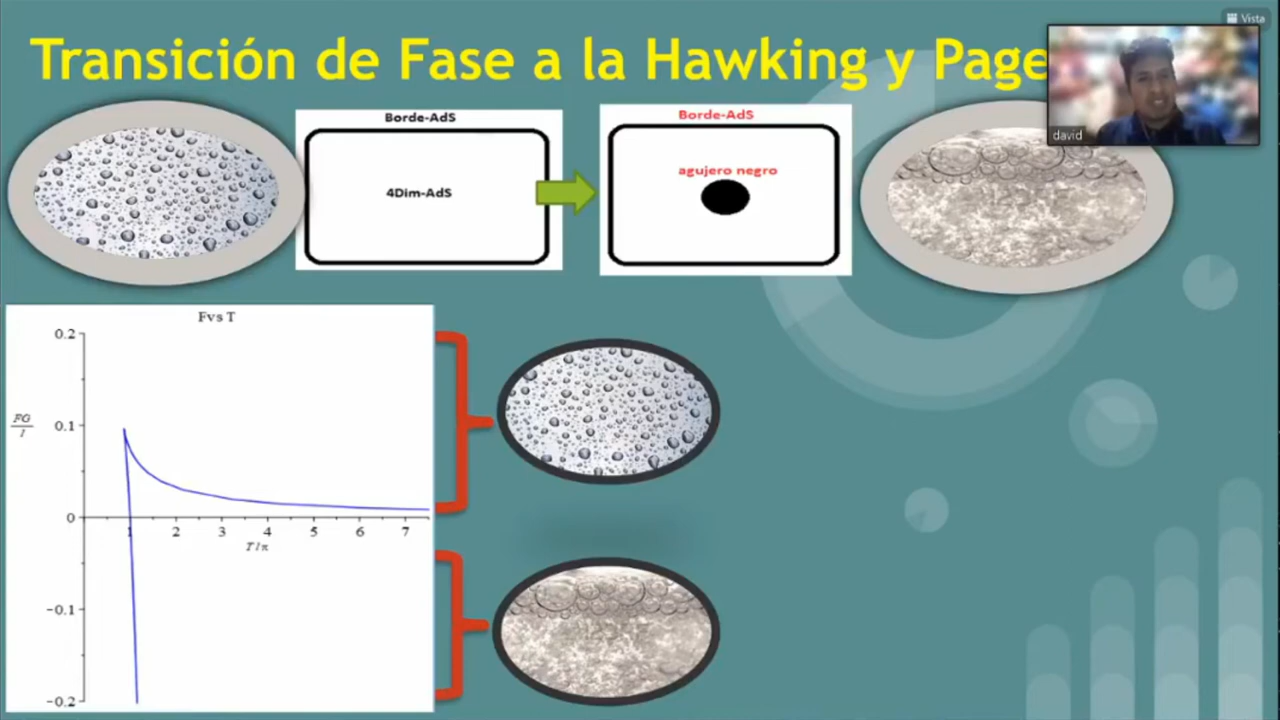 Vista
Transición de Fase a la Hawking y Page
david
Borde-AdS
4Dim-AdS
Borde-AdS
agujero negro
F vs T
FG
l
0.2
0.1
0
-0.1
-0.2
1 2 3 4 5 6 7
T l π